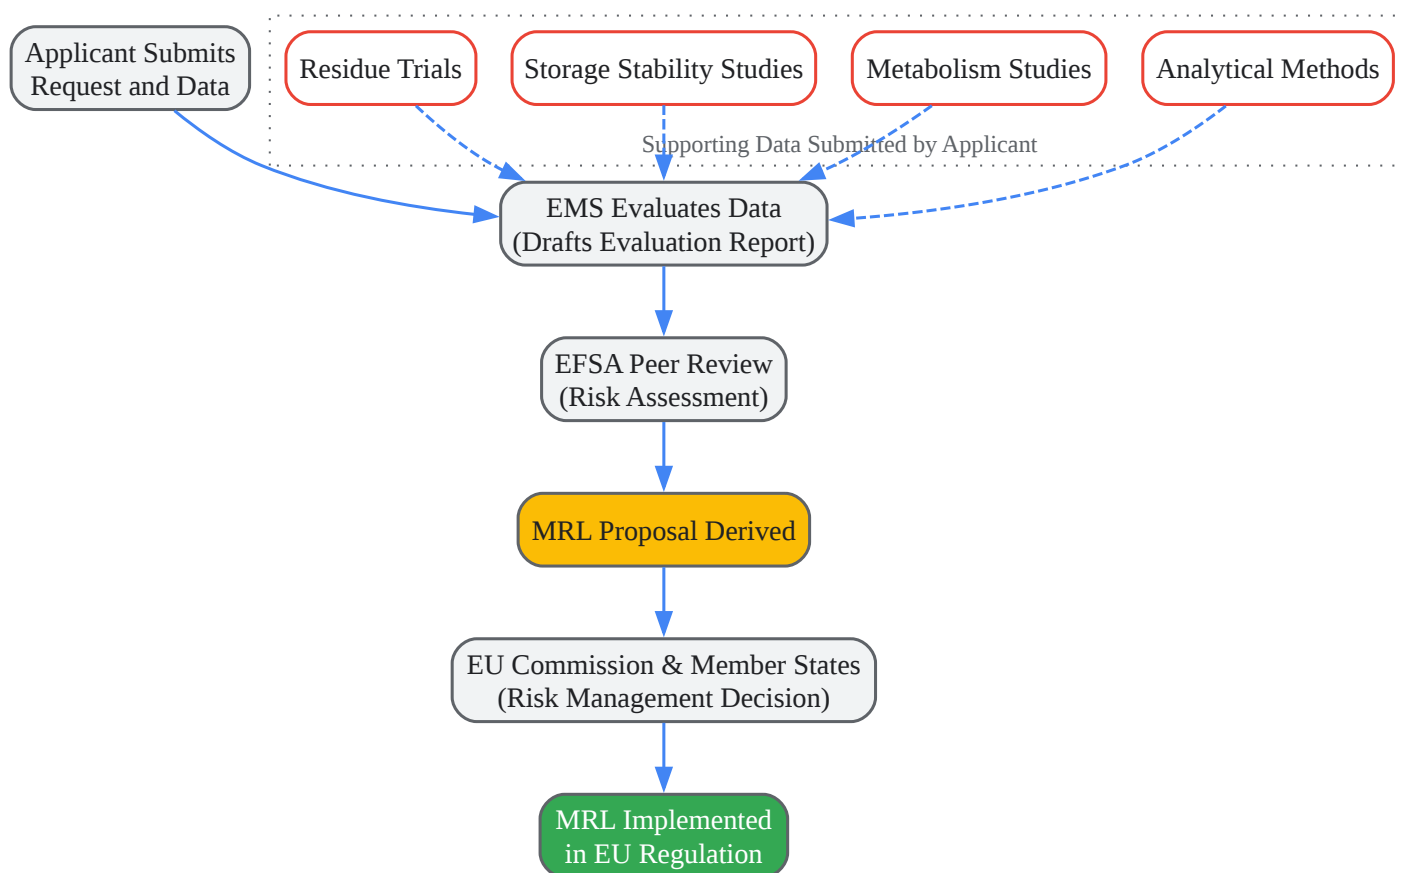 Applicant Submits
Request and Data
Residue Trials
Storage Stability Studies
Metabolism Studies
Analytical Methods
Supporting Data Submitted by Applicant
EMS Evaluates Data
(Drafts Evaluation Report)
EFSA Peer Review
(Risk Assessment)
MRL Proposal Derived
EU Commission & Member States
(Risk Management Decision)
MRL Implemented
in EU Regulation